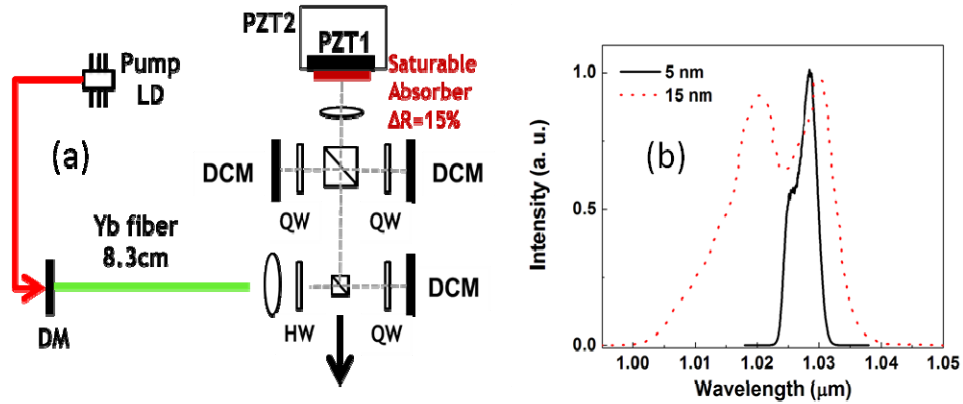 PZT2
PZT1
Pump
LD
Saturable
Absorber
ΔR=15%
(a)
DCM
DCM
QW
QW
Yb fiber
8.3cm
DCM
DM
HW
QW
5 nm
15 nm
(b)
1.0
0.5
0.0
Intensity (a. u.)
1.00
1.01
1.02
1.03
1.04
1.05
Wavelength (μm)